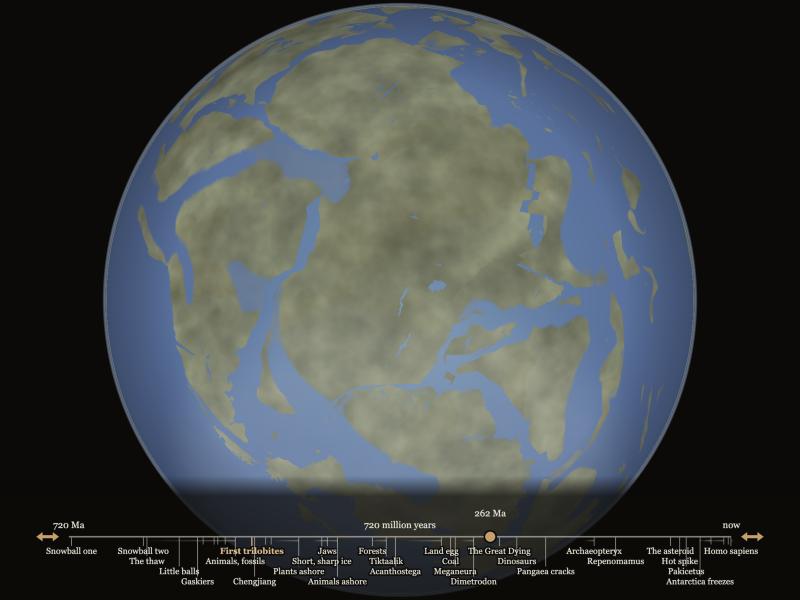 262 Ma
720 Ma 720 million years now
Snowball one Snowball two First trilobites Jaws Forests Land egg The Great Dying Archaeopteryx The asteroid Homo sapiens
The thaw Animals, fossils Short, sharp ice Tiktaalik Coal Dinosaurs Repenomamus Hot spike
Little balls Plants ashore Acanthostega Meganeura Pangaea cracks Pakicetus
Gaskiers Chengjiang Animals ashore Dimetrodon Antarctica freezes